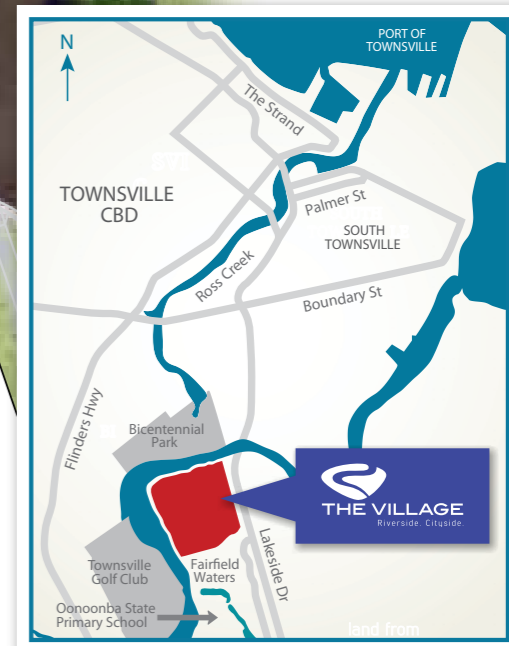 N
PORT OF
TOWNSVILLE
The Strand
TOWNSVILLE
CBD
Palmer St
SOUTH
TOWNSVILLE
Ross Creek
Boundary St
Flinders Hwy
Bicentennial
Park
THE VILLAGE
Riverside. Cityside.
Lakeside Dr
Townsville
Golf Club
Fairfield
Waters
Oonoonba State
Primary School
land from